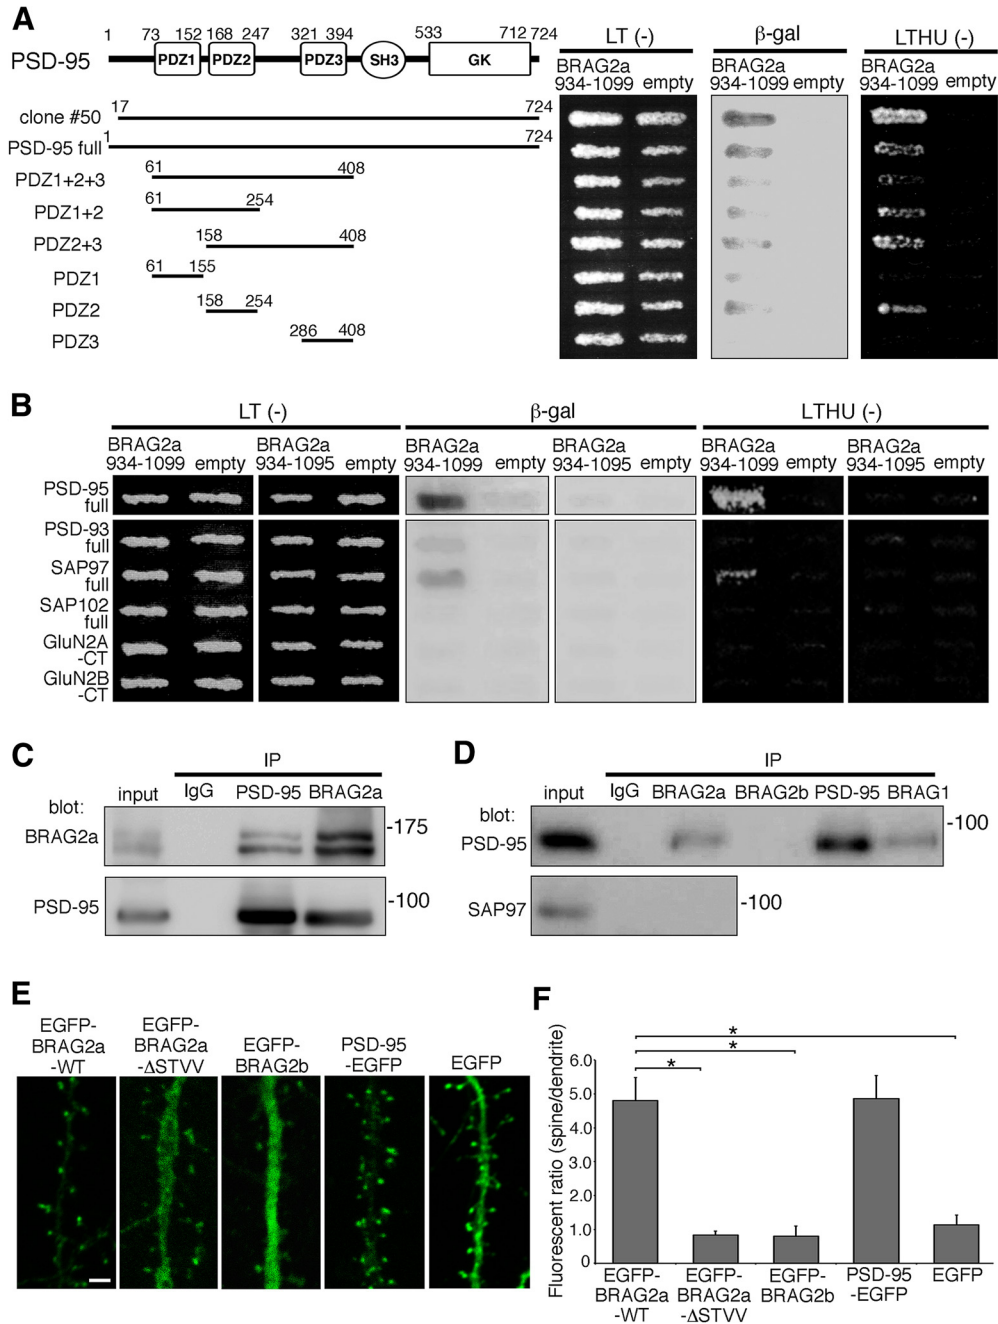 A
1 73 152 168 247 321 394 533 712 724
PSD-95 PDZ1 PDZ2 PDZ3 SH3 GK
LT (-) β-gal LTHU (-)
BRAG2a BRAG2a BRAG2a
934-1099 empty 934-1099 empty 934-1099 empty
clone #50 17 724
PSD-95 full 1 724
PDZ1+2+3 61 408
PDZ1+2 61 254
PDZ2+3 158 408
PDZ1 61 155
PDZ2 158 254
PDZ3 286 408
B
LT (-) β-gal LTHU (-)
BRAG2a BRAG2a BRAG2a BRAG2a BRAG2a BRAG2a
934-1099 empty 934-1095 empty 934-1099 empty 934-1095 empty 934-1099 empty 934-1095 empty
PSD-95
full
PSD-93
full
SAP97
full
SAP102
full
GluN2A
-CT
GluN2B
-CT
C
IP
input IgG PSD-95 BRAG2a
blot:
BRAG2a -175
PSD-95 -100
D
IP
input IgG BRAG2a BRAG2b PSD-95 BRAG1
blot:
PSD-95 -100
SAP97 -100
E
EGFP-
BRAG2a
-WT
EGFP-
BRAG2a
-ΔSTVV
EGFP-
BRAG2b
PSD-95
-EGFP
EGFP
F
Fluorescent ratio (spine/dendrite)
*
*
*
6.0
5.0
4.0
3.0
2.0
1.0
0
EGFP-
BRAG2a
-WT
EGFP-
BRAG2a
-ΔSTVV
EGFP-
BRAG2b
PSD-95
-EGFP
EGFP